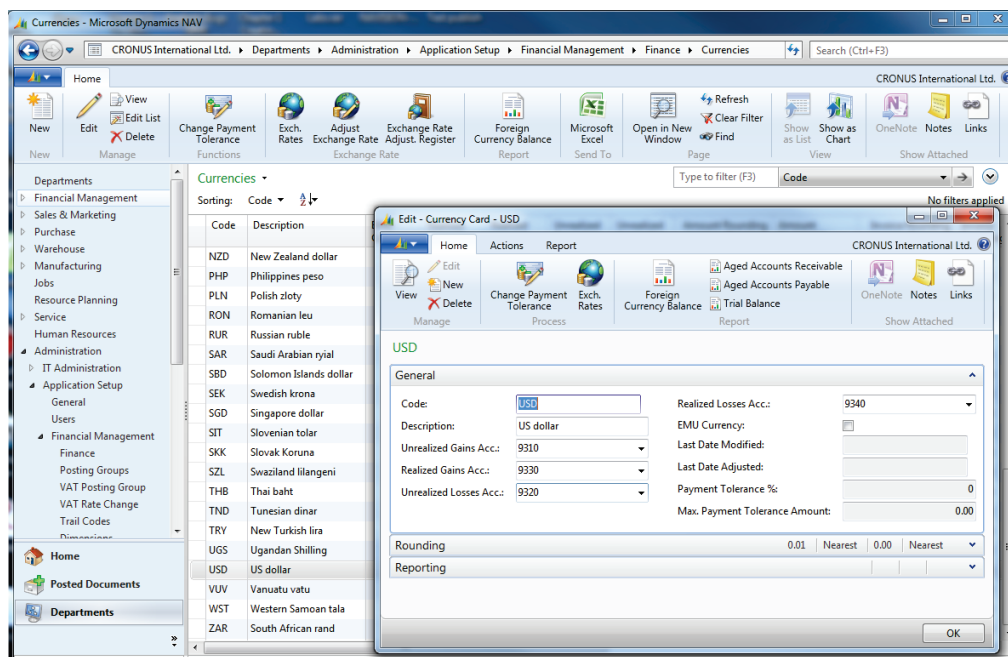 Currencies - Microsoft Dynamics NAV
CRONUS International Ltd. Departments Administration Application Setup Financial Management Finance Currencies
Search (Ctrl+F3)
Home
CRONUS International Ltd.
New
Edit
View
Edit List
Delete
Change Payment Tolerance
Exch. Rates
Adjust Exchange Rate
Exchange Rate Adjust. Register
Foreign Currency Balance
Microsoft Excel
Open in New Window
Refresh
Clear Filter
Find
Show as List
Show as Chart
OneNote
Notes
Links
New
Manage
Functions
Exchange Rate
Report
Send To
Page
View
Show Attached
Departments
Financial Management
Sales & Marketing
Purchase
Warehouse
Manufacturing
Jobs
Resource Planning
Service
Human Resources
Administration
IT Administration
Application Setup
General
Users
Financial Management
Finance
Posting Groups
VAT Posting Group
VAT Rate Change
Trail Codes
Dimensions
Home
Posted Documents
Departments
Currencies
Type to filter (F3)
Code
Sorting: Code
No filters applied
Code Description
NZD New Zealand dollar
PHP Philippines peso
PLN Polish zloty
RON Romanian leu
RUR Russian ruble
SAR Saudi Arabian ryial
SBD Solomon Islands dollar
SEK Swedish krona
SGD Singapore dollar
SIT Slovenian tolar
SKK Slovak Koruna
SZL Swaziland lilangeni
THB Thai baht
TND Tunesian dinar
TRY New Turkish lira
UGS Ugandan Shilling
USD US dollar
VUV Vanuatu vatu
WST Western Samoan tala
ZAR South African rand
Edit - Currency Card - USD
Home Actions Report
CRONUS International Ltd.
View
Edit
New
Delete
Change Payment Tolerance
Exch. Rates
Foreign Currency Balance
Aged Accounts Receivable
Aged Accounts Payable
Trial Balance
OneNote
Notes
Links
Manage
Process
Report
Show Attached
USD
General
Code: USD
Description: US dollar
Unrealized Gains Acc.: 9310
Realized Gains Acc.: 9330
Unrealized Losses Acc.: 9320
Realized Losses Acc.: 9340
EMU Currency:
Last Date Modified:
Last Date Adjusted:
Payment Tolerance %: 0
Max. Payment Tolerance Amount: 0.00
Rounding 0.01 Nearest 0.00 Nearest
Reporting
OK